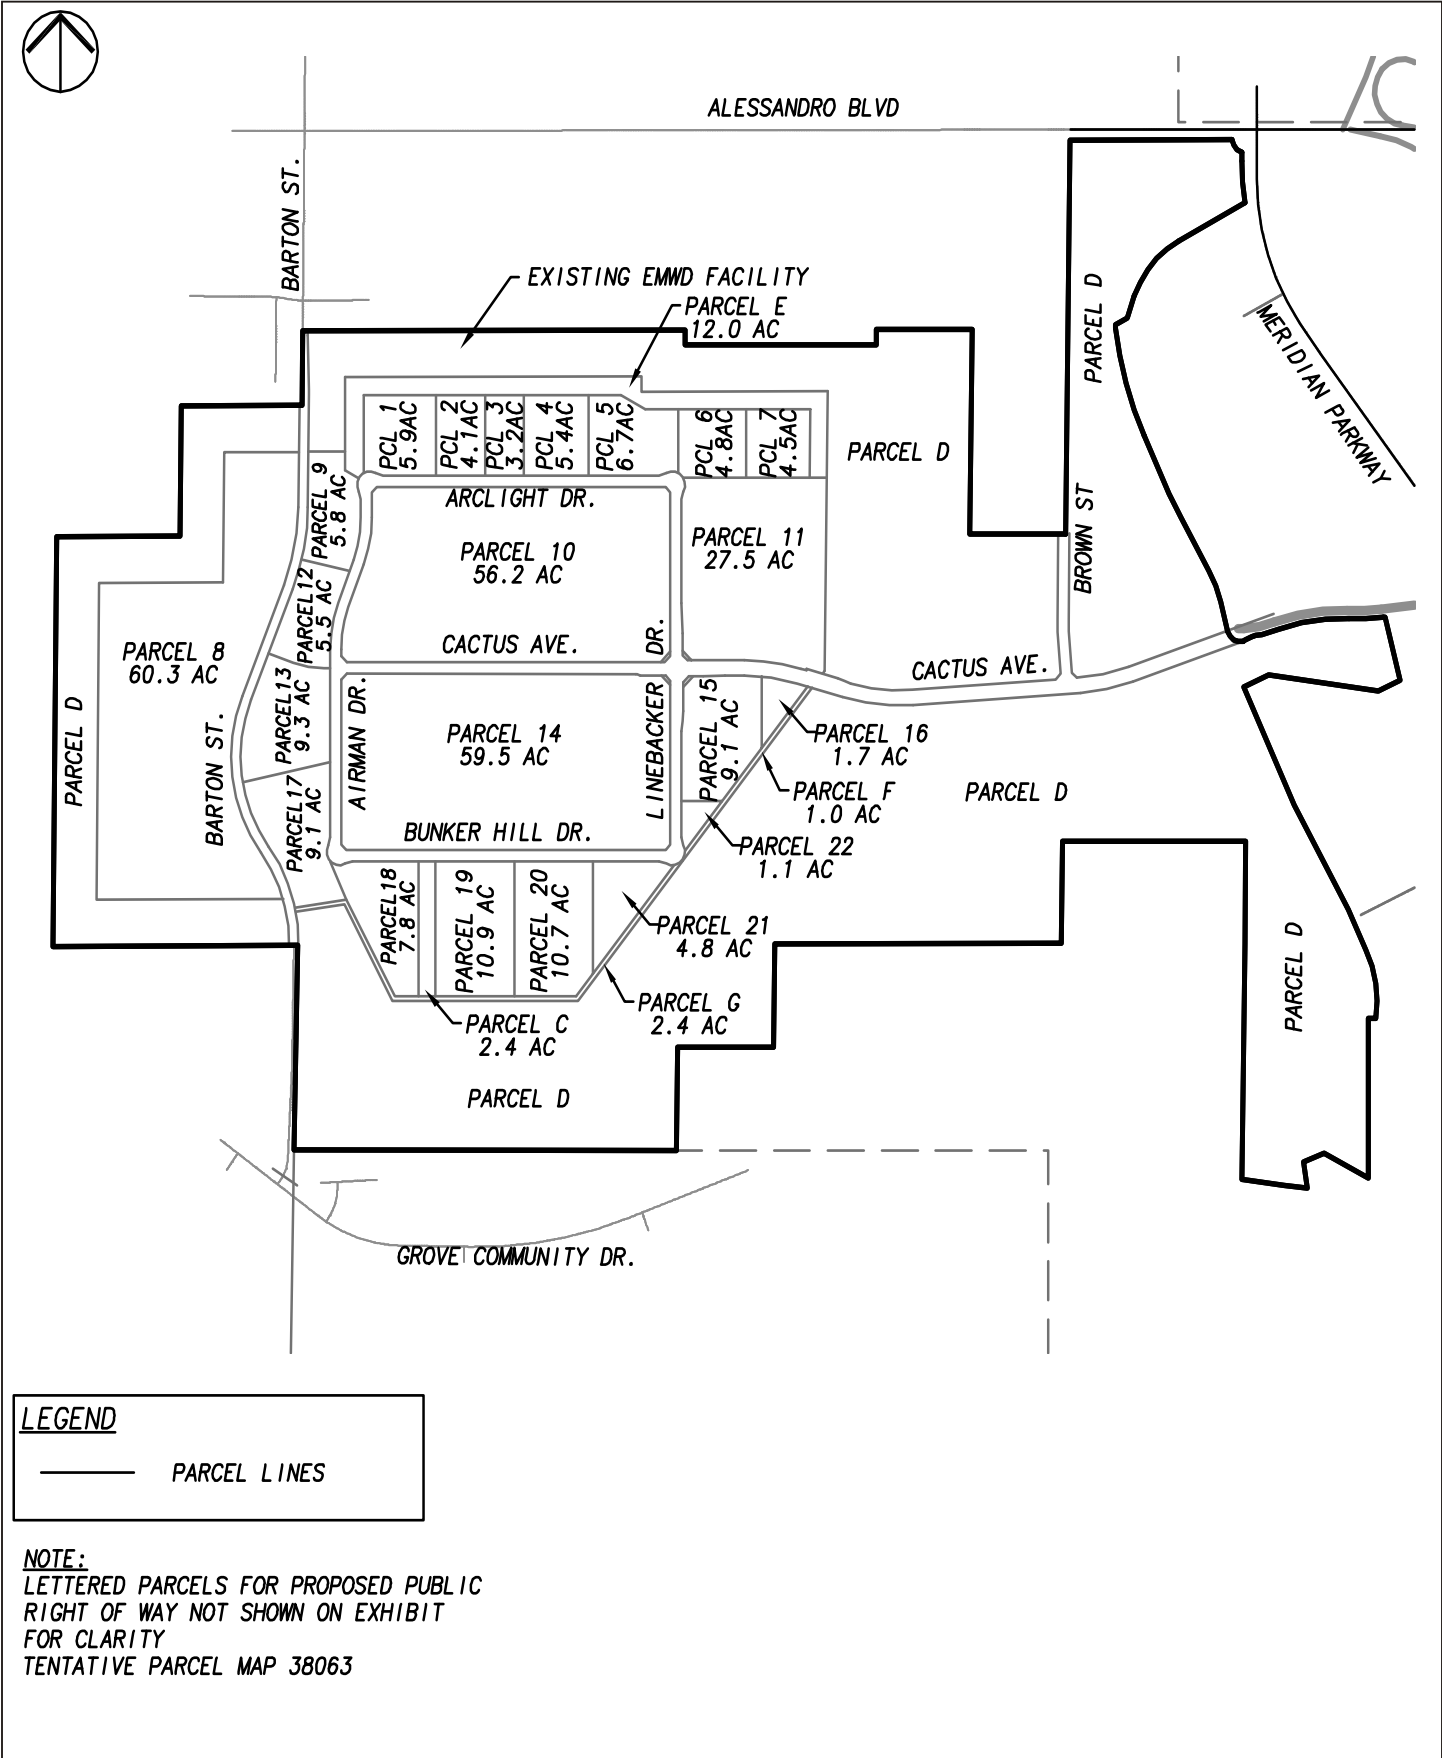 ALESSANDRO BLVD
BARTON ST.
EXISTING EMWD FACILITY
PARCEL E
12.0 AC
PARCEL D
MERIDIAN PARKWAY
PCL 1
5.9AC
PCL 2
4.1AC
PCL 3
3.2AC
PCL 4
5.4AC
PCL 5
6.7AC
PCL 6
4.8AC
PCL 7
4.5AC
PARCEL D
PARCEL 9
5.8 AC
ARCLIGHT DR.
PARCEL 10
56.2 AC
PARCEL 11
27.5 AC
BROWN ST
PARCEL12
5.5 AC
CACTUS AVE.
DR.
PARCEL 8
60.3 AC
CACTUS AVE.
PARCEL D
PARCEL13
9.3 AC
BARTON ST.
AIRMAN DR.
PARCEL 14
59.5 AC
LINEBACKER
PARCEL 15
9.1 AC
PARCEL 16
1.7 AC
PARCEL F
1.0 AC
PARCEL D
PARCEL17
9.1 AC
BUNKER HILL DR.
PARCEL 22
1.1 AC
PARCEL18
7.8 AC
PARCEL 19
10.9 AC
PARCEL 20
10.7 AC
PARCEL 21
4.8 AC
PARCEL D
PARCEL G
2.4 AC
PARCEL C
2.4 AC
PARCEL D
GROVE COMMUNITY DR.
LEGEND
PARCEL LINES
NOTE:
LETTERED PARCELS FOR PROPOSED PUBLIC
RIGHT OF WAY NOT SHOWN ON EXHIBIT
FOR CLARITY
TENTATIVE PARCEL MAP 38063